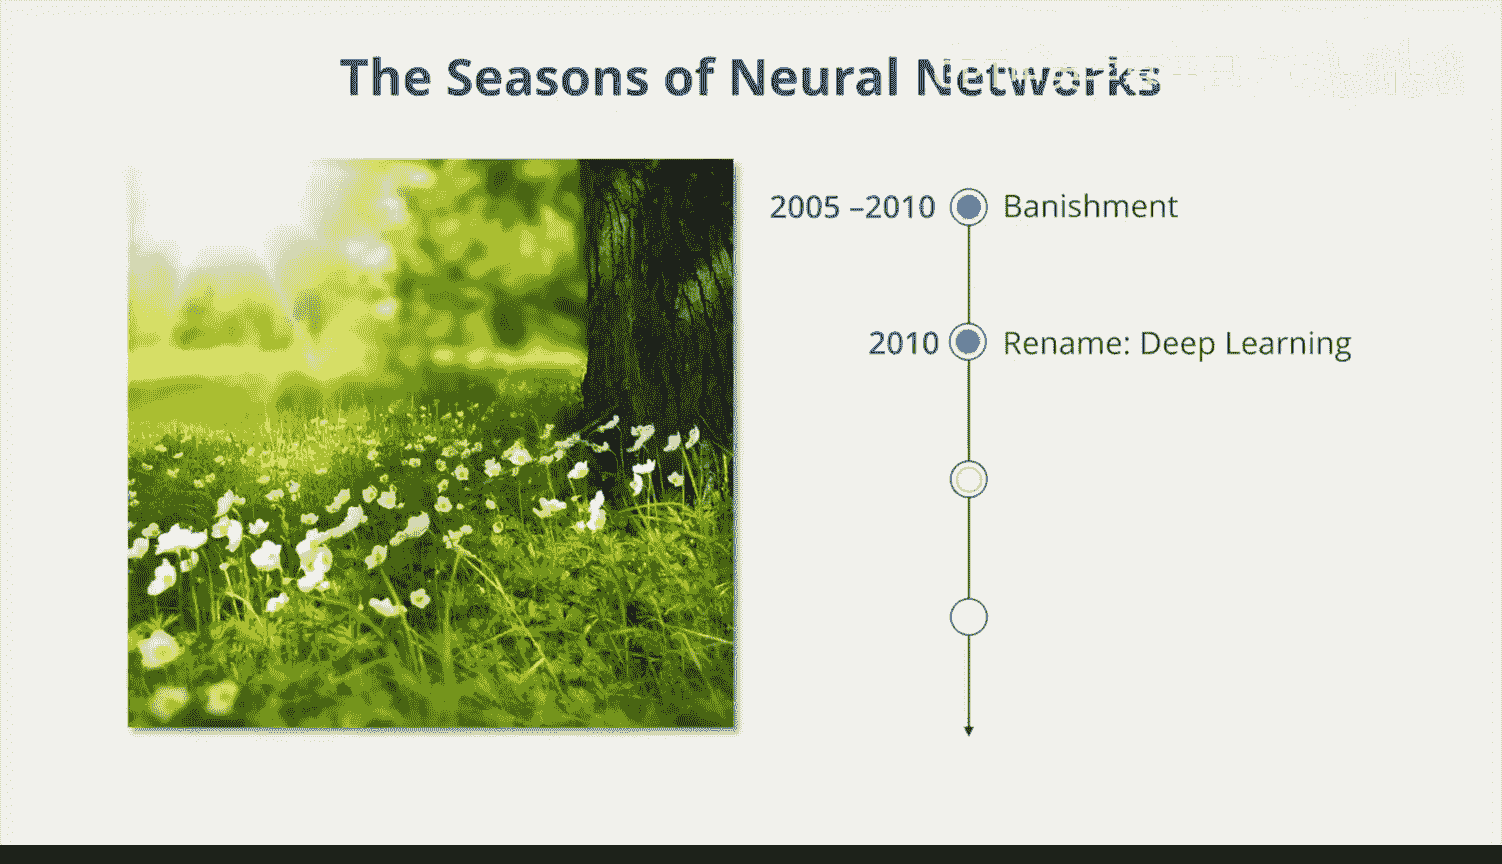 The Seasons of Neural Networks
2005 –2010 Banishment
2010 Rename: Deep Learning